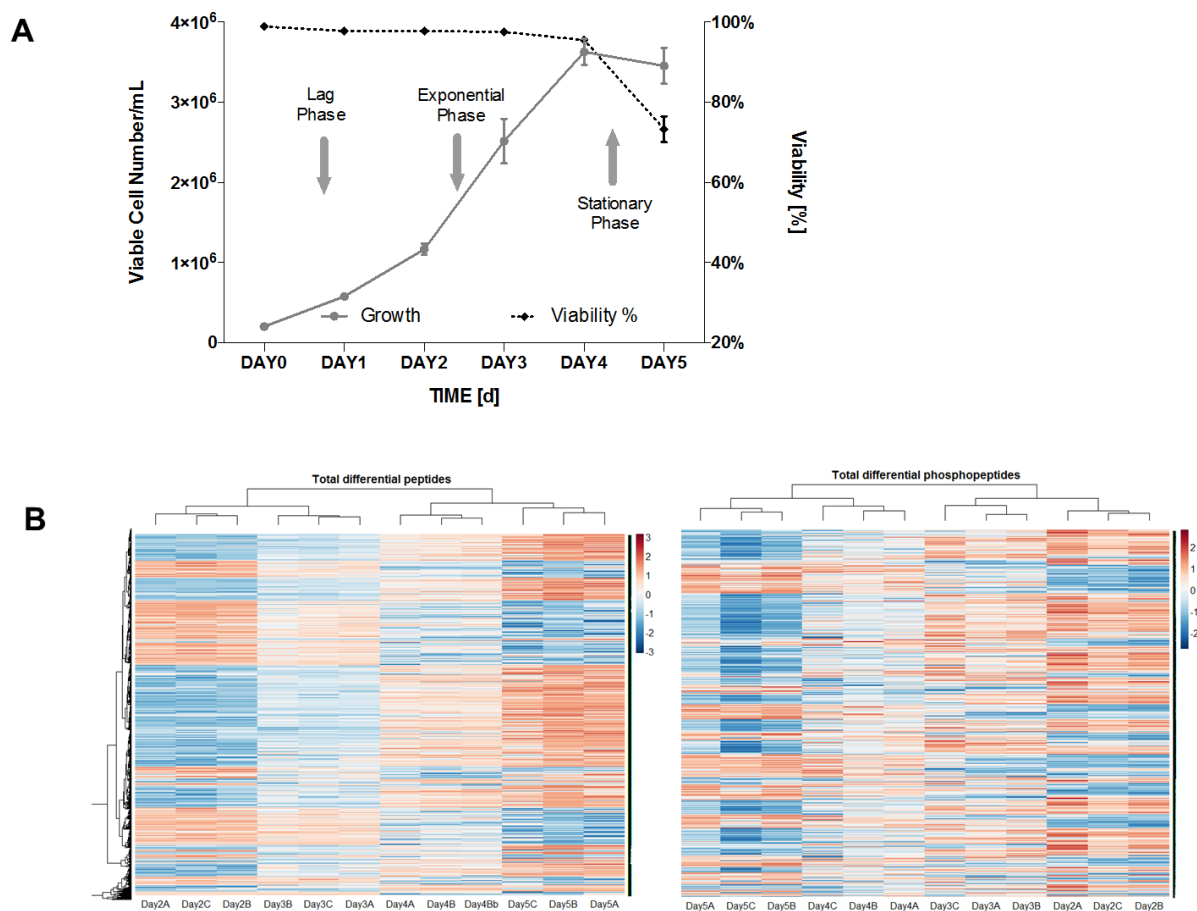 A
4×10⁶
3×10⁶
2×10⁶
1×10⁶
0
Viable Cell Number/mL
100%
80%
60%
40%
20%
Viability [%]
Lag
Phase
Exponential
Phase
Stationary
Phase
Growth
Viability %
DAY0 DAY1 DAY2 DAY3 DAY4 DAY5
TIME [d]
B
Total differential peptides
3
2
1
0
-1
-2
-3
Day2A Day2C Day2B Day3B Day3C Day3A Day4A Day4B Day4Bb Day5C Day5B Day5A
Total differential phosphopeptides
2
1
0
-1
-2
Day5A Day5C Day5B Day4C Day4B Day4A Day3C Day3A Day3B Day2A Day2C Day2B